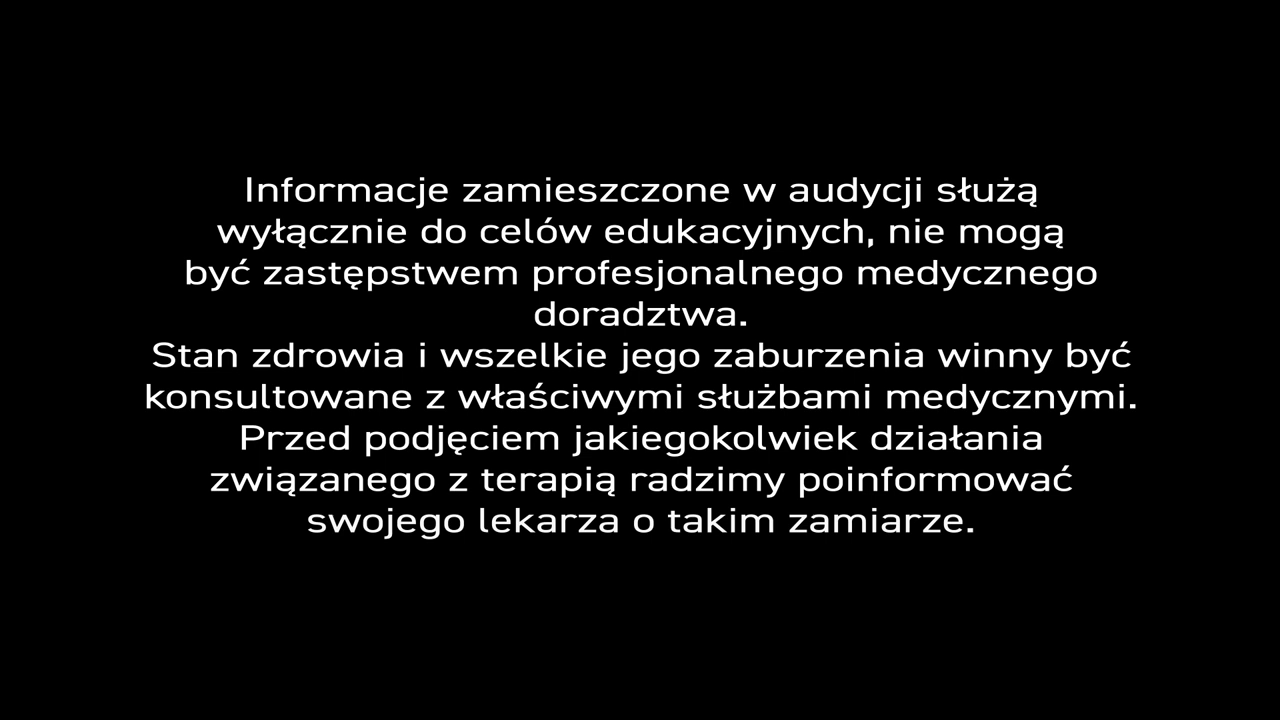 Informacje zamieszczone w audycji służą
wyłącznie do celów edukacyjnych, nie mogą
być zastępstwem profesjonalnego medycznego
doradztwa.
Stan zdrowia i wszelkie jego zaburzenia winny być
konsultowane z właściwymi służbami medycznymi.
Przed podjęciem jakiegokolwiek działania
związanego z terapią radzimy poinformować
swojego lekarza o takim zamiarze.